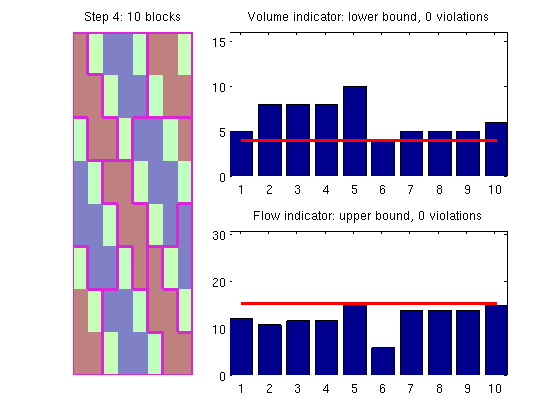 Step 4: 10 blocks
Volume indicator: lower bound, 0 violations
15
10
5
0
1 2 3 4 5 6 7 8 9 10
Flow indicator: upper bound, 0 violations
30
20
10
0
1 2 3 4 5 6 7 8 9 10